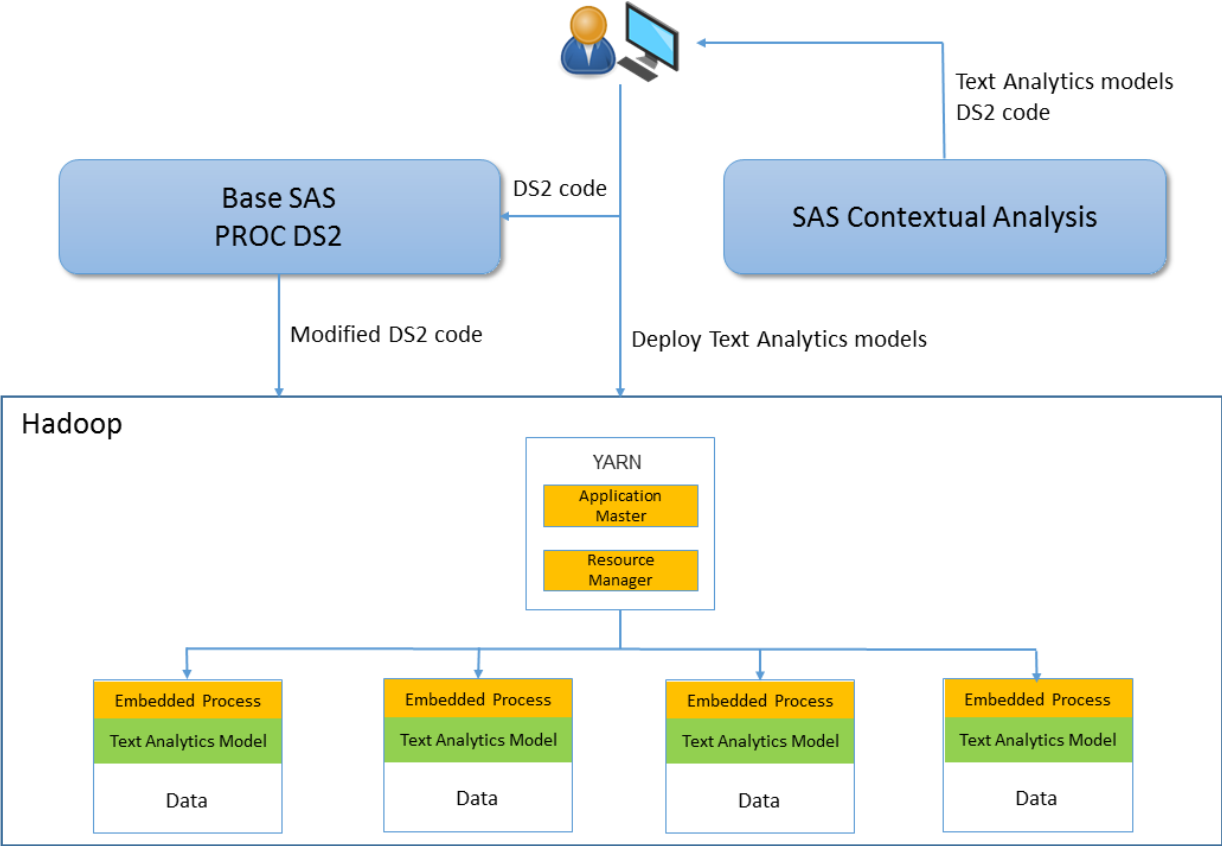 Text Analytics models
DS2 code
DS2 code
Base SAS
PROC DS2
SAS Contextual Analysis
Modified DS2 code
Deploy Text Analytics models
Hadoop
YARN
Application
Master
Resource
Manager
Embedded Process
Text Analytics Model
Data
Embedded Process
Text Analytics Model
Data
Embedded Process
Text Analytics Model
Data
Embedded Process
Text Analytics Model
Data